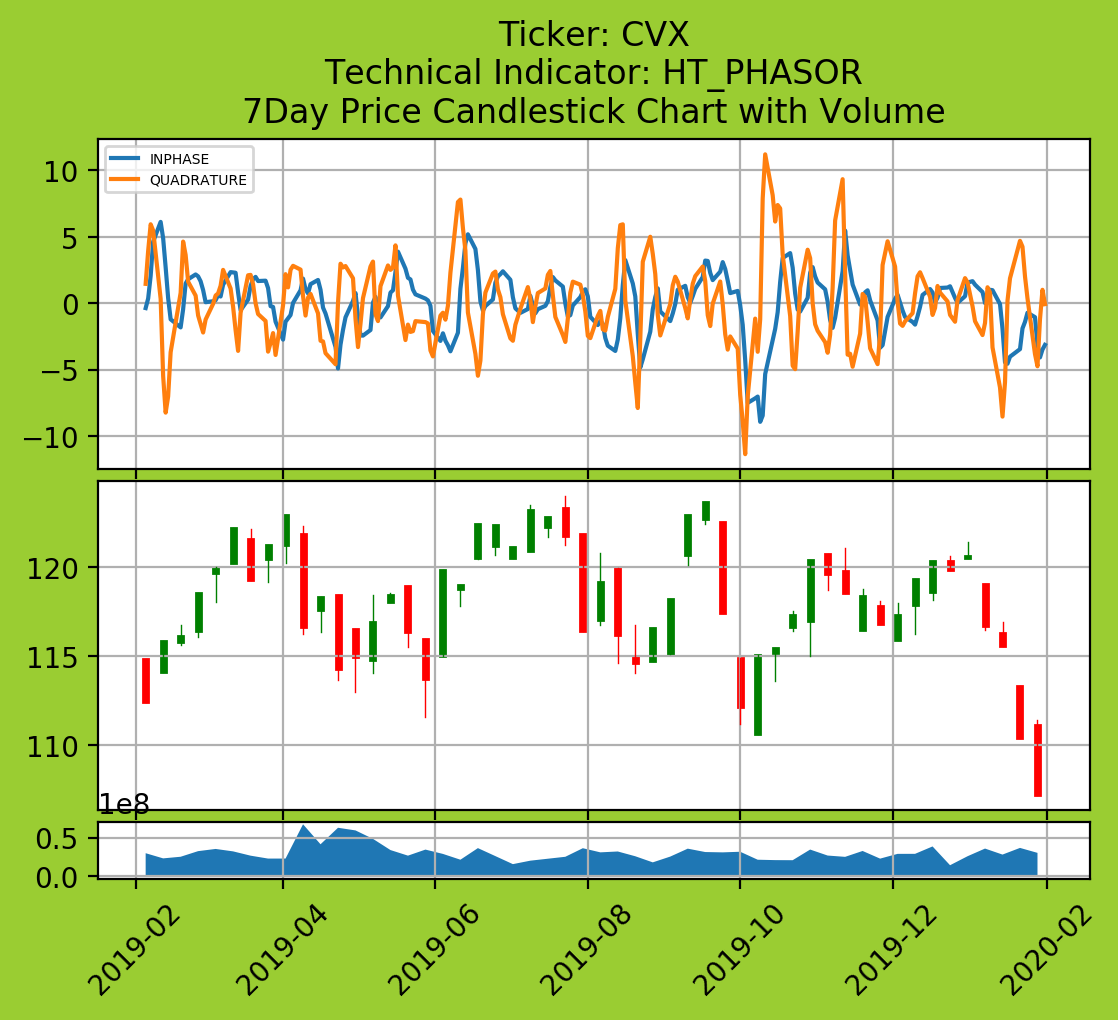 Ticker: CVX
Technical Indicator: HT_PHASOR
7Day Price Candlestick Chart with Volume
INPHASE
QUADRATURE
10
5
0
−5
−10
120
115
110
1e8
0.5
0.0
2019-02
2019-04
2019-06
2019-08
2019-10
2019-12
2020-02